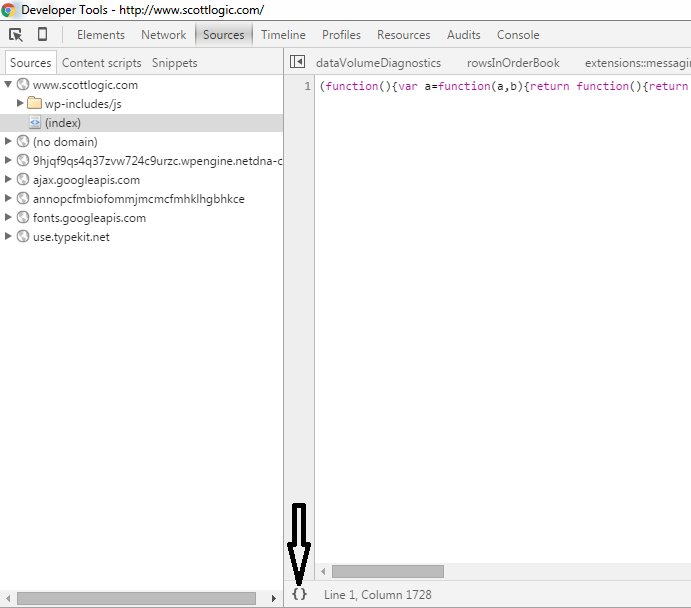 Developer Tools - http://www.scottlogic.com/
Elements Network Sources Timeline Profiles Resources Audits Console
Sources Content scripts Snippets
dataVolumeDiagnostics rowsInOrderBook extensions::messagin
www.scottlogic.com
wp-includes/js
(index)
(no domain)
9hjqf9qs4q37zvw724c9urzc.wpengine.netdna-c
ajax.googleapis.com
annopcfmbiofommjmcmcfmhklhgbhkce
fonts.googleapis.com
use.typekit.net
1 (function(){var a=function(a,b){return function(){return
{} Line 1, Column 1728